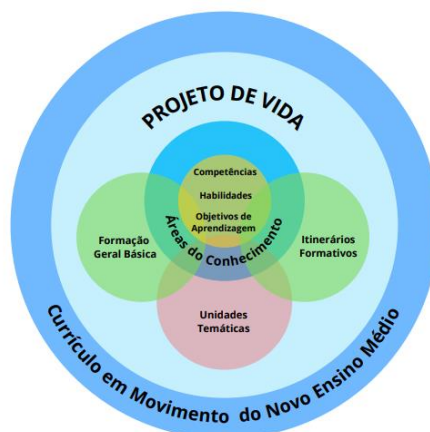 PROJETO DE VIDA
Competências
Habilidades
Objetivos de
Aprendizagem
Áreas do Conhecimento
Formação
Geral Básica
Itinerários
Formativos
Unidades
Temáticas
Currículo em Movimento do Novo Ensino Médio